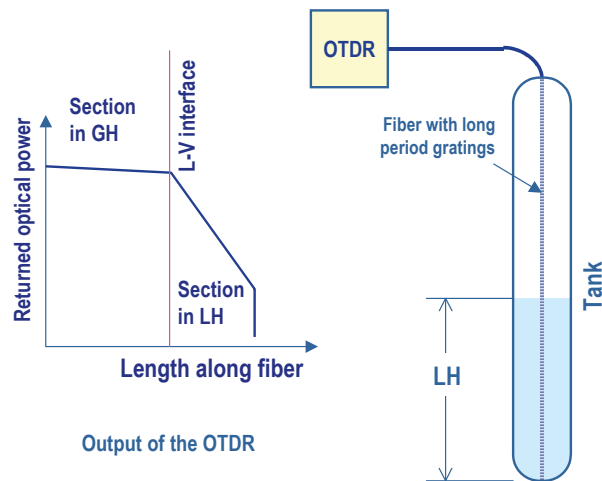 OTDR
Section
in GH
L-V interface
Returned optical power
Fiber with long
period gratings
Section
in LH
Length along fiber
Tank
LH
Output of the OTDR